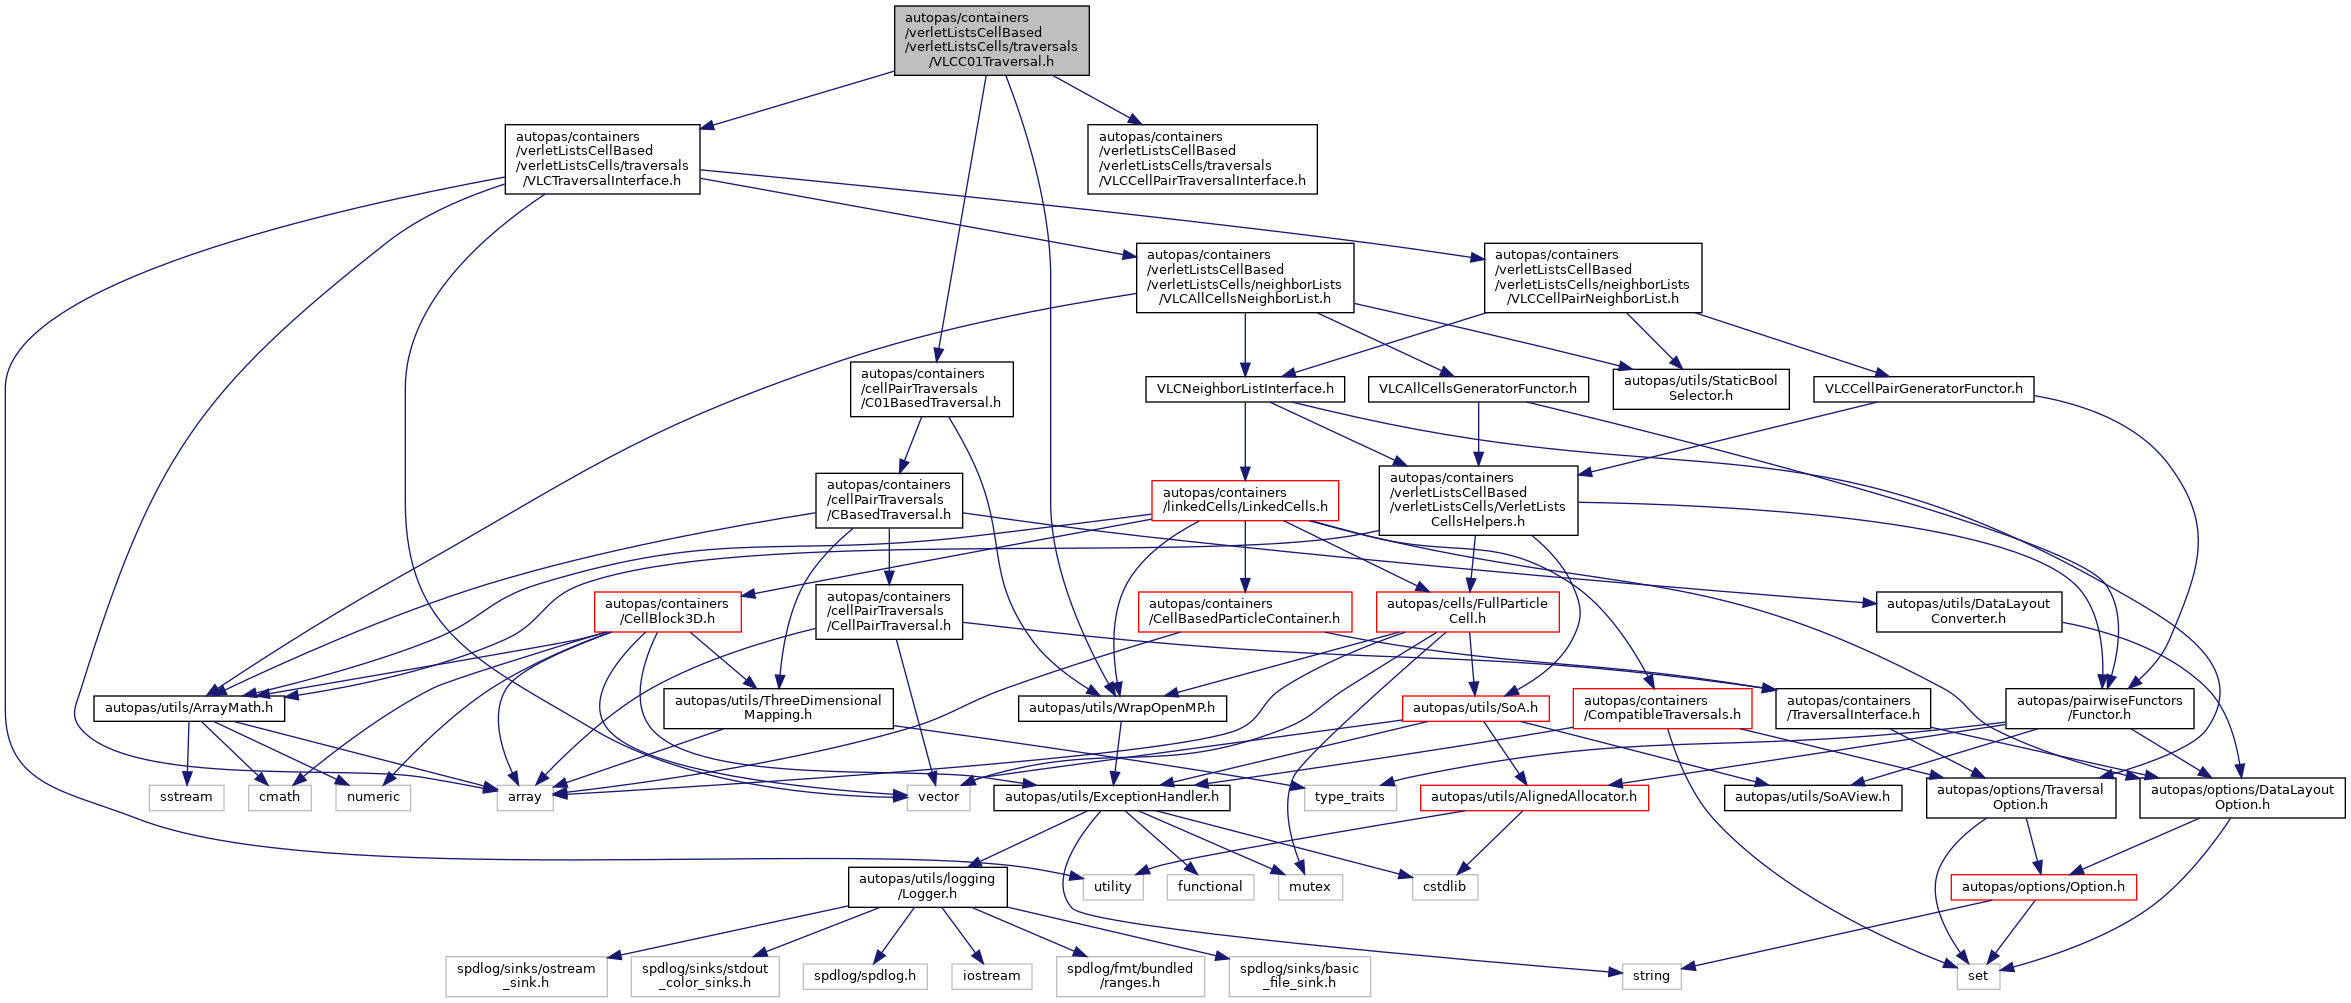 autopas/containers
/verletListsCellBased
/verletListsCells/traversals
/VLCC01Traversal.h
autopas/containers
/verletListsCellBased
/verletListsCells/traversals
/VLCTraversalInterface.h
autopas/containers
/verletListsCellBased
/verletListsCells/traversals
/VLCCellPairTraversalInterface.h
autopas/containers
/verletListsCellBased
/verletListsCells/neighborLists
/VLCAllCellsNeighborList.h
autopas/containers
/verletListsCellBased
/verletListsCells/neighborLists
/VLCCellPairNeighborList.h
autopas/containers
/cellPairTraversals
/C01BasedTraversal.h
VLCNeighborListInterface.h
VLCAllCellsGeneratorFunctor.h
autopas/utils/StaticBool
Selector.h
VLCCellPairGeneratorFunctor.h
autopas/containers
/cellPairTraversals
/CBasedTraversal.h
autopas/containers
/linkedCells/LinkedCells.h
autopas/containers
/verletListsCellBased
/verletListsCells/VerletLists
CellsHelpers.h
autopas/containers
/CellBlock3D.h
autopas/containers
/cellPairTraversals
/CellPairTraversal.h
autopas/containers
/CellBasedParticleContainer.h
autopas/cells/FullParticle
Cell.h
autopas/utils/DataLayout
Converter.h
autopas/utils/ArrayMath.h
autopas/utils/ThreeDimensional
Mapping.h
autopas/utils/WrapOpenMP.h
autopas/utils/SoA.h
autopas/containers
/CompatibleTraversals.h
autopas/containers
/TraversalInterface.h
autopas/pairwiseFunctors
/Functor.h
sstream
cmath
numeric
array
vector
autopas/utils/ExceptionHandler.h
type_traits
autopas/utils/AlignedAllocator.h
autopas/utils/SoAView.h
autopas/options/Traversal
Option.h
autopas/options/DataLayout
Option.h
autopas/utils/logging
/Logger.h
utility
functional
mutex
cstdlib
autopas/options/Option.h
spdlog/sinks/ostream
_sink.h
spdlog/sinks/stdout
_color_sinks.h
spdlog/spdlog.h
iostream
spdlog/fmt/bundled
/ranges.h
spdlog/sinks/basic
_file_sink.h
string
set